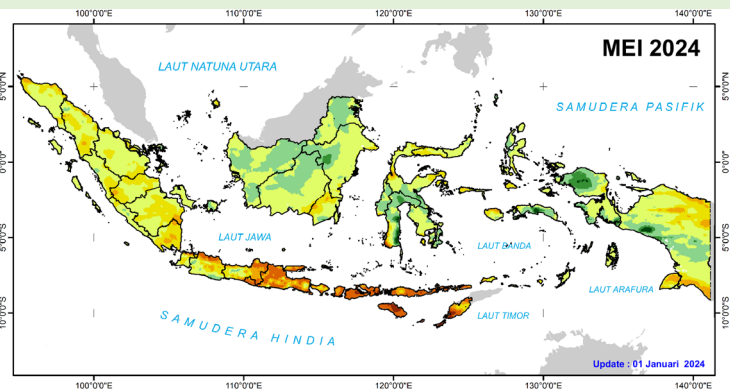 100°0'0"E 110°0'0"E 120°0'0"E 130°0'0"E 140°0'0"E
MEI 2024
LAUT NATUNA UTARA
5°0'0"N 5°0'0"N
SAMUDERA PASIFIK
0°0'0" 0°0'0"
LAUT JAWA
5°0'0"S 5°0'0"S
LAUT BANDA
LAUT ARAFURA
SAMUDERA HINDIA
LAUT TIMOR
10°0'0"S 10°0'0"S
Update : 01 Januari 2024
100°0'0"E 110°0'0"E 120°0'0"E 130°0'0"E 140°0'0"E